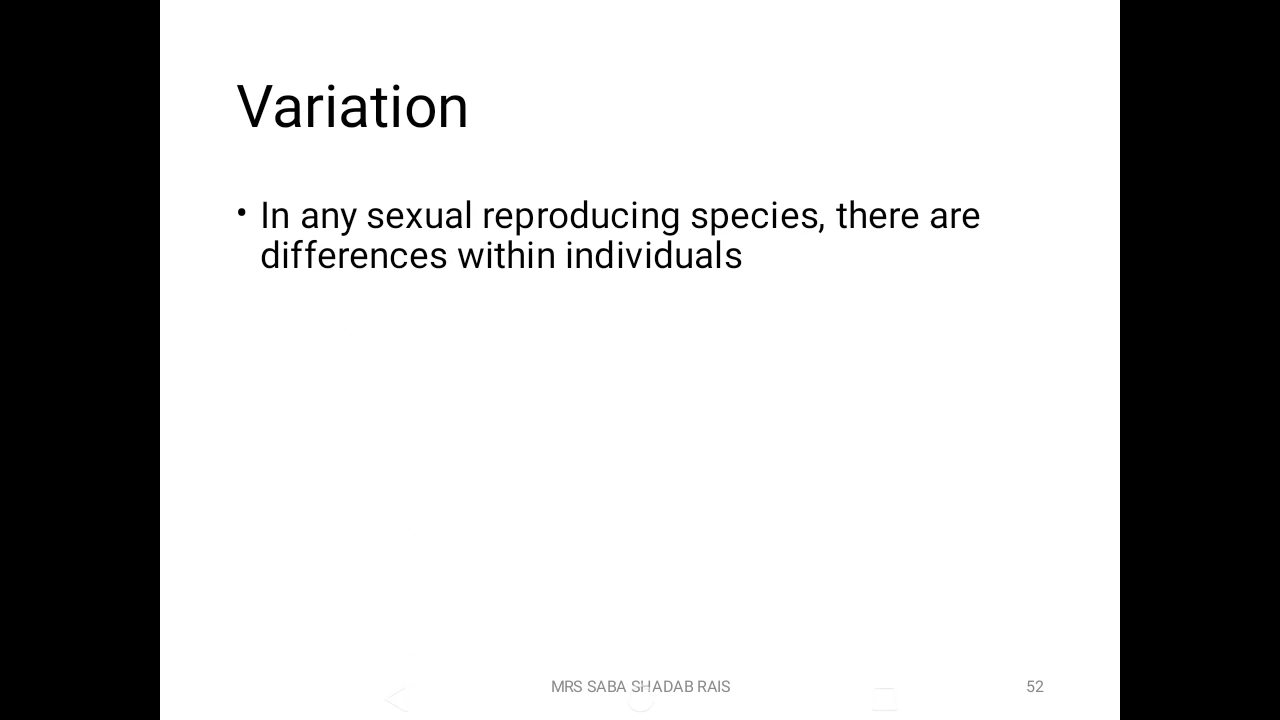 Variation
• In any sexual reproducing species, there are
differences within individuals
MRS SABA SHADAB RAIS
52